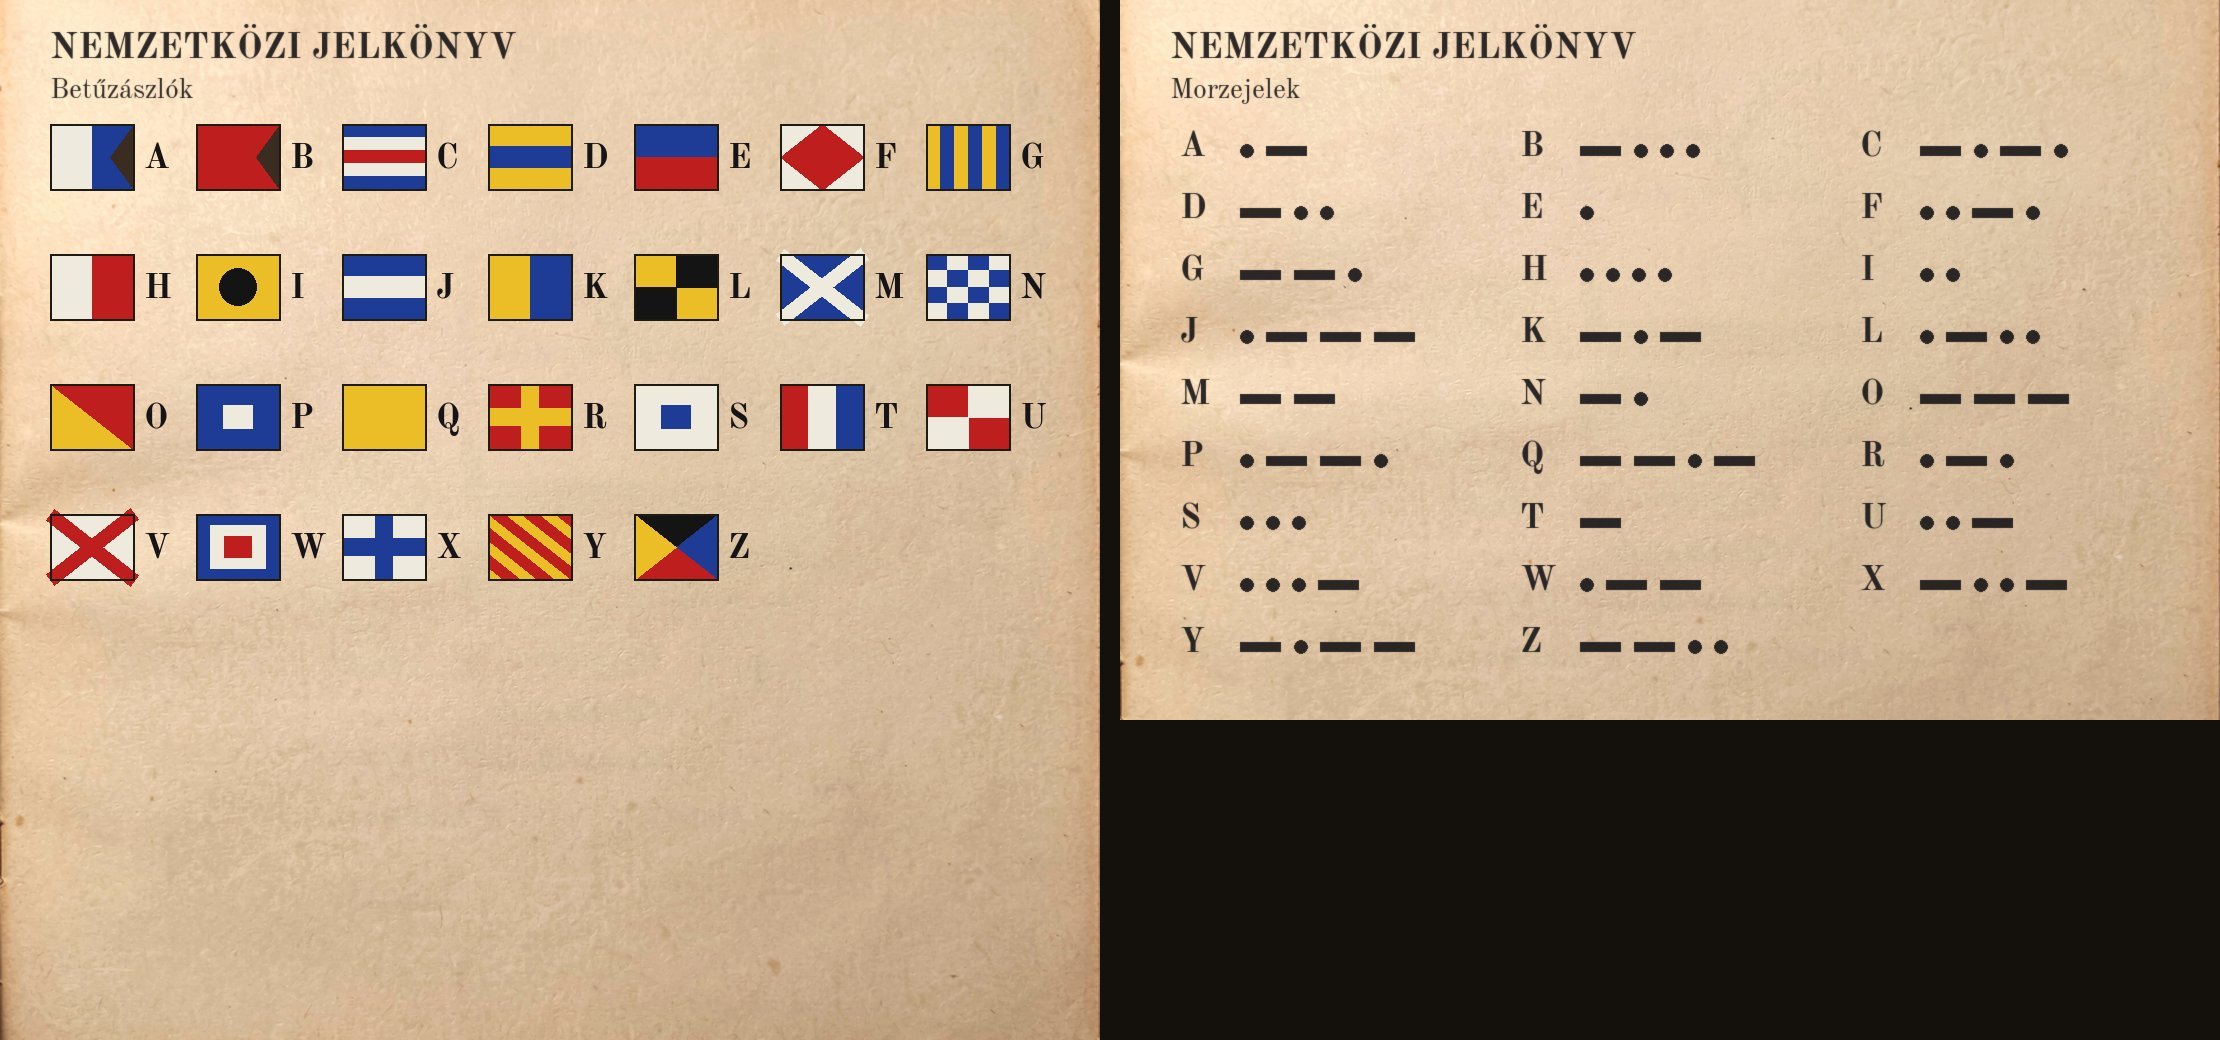 NEMZETKÖZI JELKÖNYV
Betűzászlók
A B C D E F G
H I J K L M N
O P Q R S T U
V W X Y Z
NEMZETKÖZI JELKÖNYV
Morzejelek
A •— B —••• C —•—•
D —•• E • F ••—•
G ——• H •••• I ••
J •——— K —•— L •—••
M —— N —• O ———
P •——• Q ——•— R •—•
S ••• T — U ••—
V •••— W •—— X —••—
Y —•—— Z ——••